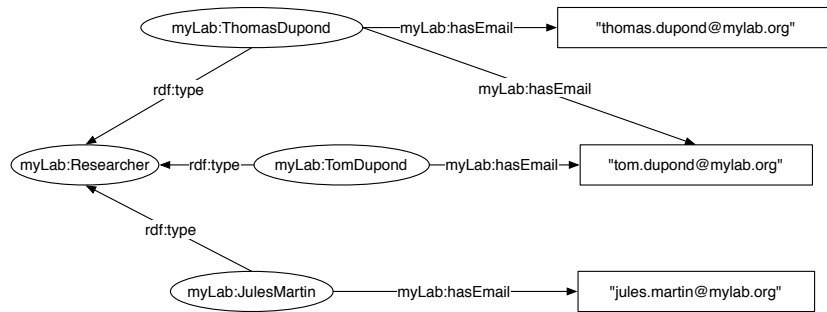 myLab:ThomasDupond
myLab:hasEmail
"thomas.dupond@mylab.org"
rdf:type
myLab:hasEmail
myLab:Researcher
rdf:type
myLab:TomDupond
myLab:hasEmail
"tom.dupond@mylab.org"
rdf:type
myLab:JulesMartin
myLab:hasEmail
"jules.martin@mylab.org"